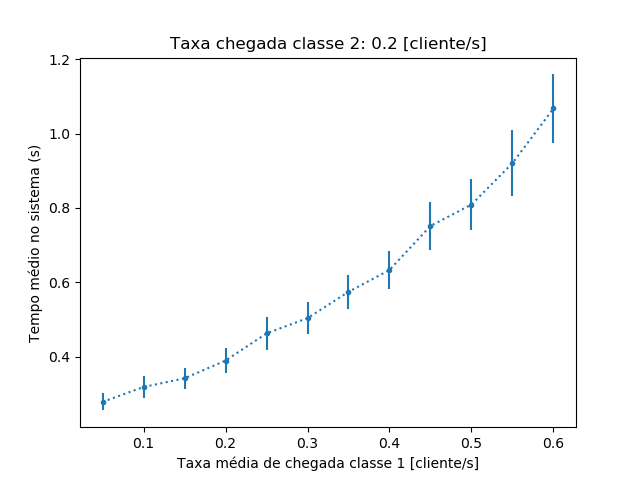 Taxa chegada classe 2: 0.2 [cliente/s]
Tempo médio no sistema (s)
1.2
1.0
0.8
0.6
0.4
0.1 0.2 0.3 0.4 0.5 0.6
Taxa média de chegada classe 1 [cliente/s]